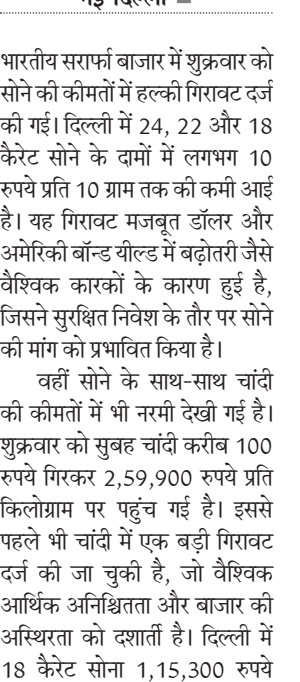 नई दिल्ली
भारतीय सर्राफा बाजार में शुक्रवार को
सोने की कीमतों में हल्की गिरावट दर्ज
की गई। दिल्ली में 24, 22 और 18
कैरेट सोने के दामों में लगभग 10
रुपये प्रति 10 ग्राम तक की कमी आई
है। यह गिरावट मजबूत डॉलर और
अमेरिकी बॉन्ड यील्ड में बढ़ोतरी जैसे
वैश्विक कारकों के कारण हुई है,
जिसने सुरक्षित निवेश के तौर पर सोने
की मांग को प्रभावित किया है।
वहीं सोने के साथ-साथ चांदी
की कीमतों में भी नरमी देखी गई है।
शुक्रवार को सुबह चांदी करीब 100
रुपये गिरकर 2,59,900 रुपये प्रति
किलोग्राम पर पहुंच गई है। इससे
पहले भी चांदी में एक बड़ी गिरावट
दर्ज की जा चुकी है, जो वैश्विक
आर्थिक अनिश्चितता और बाजार की
अस्थिरता को दर्शाती है। दिल्ली में
18 कैरेट सोना 1,15,300 रुपये